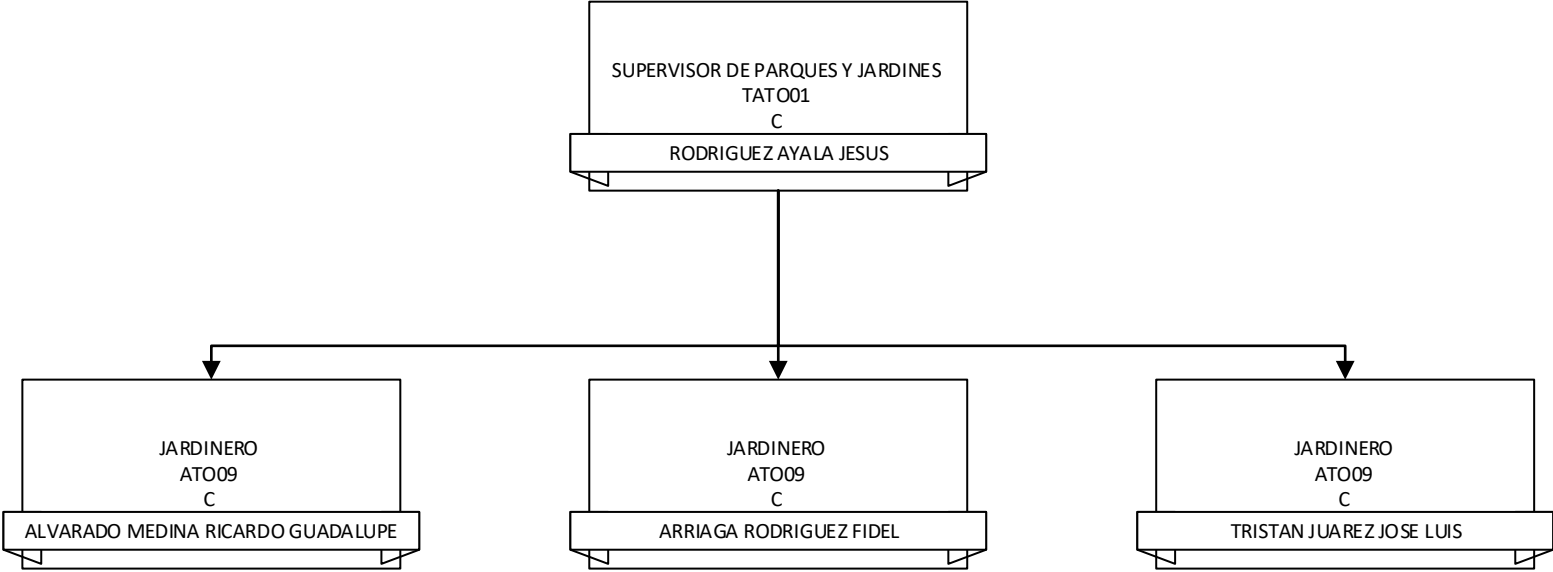 SUPERVISOR DE PARQUES Y JARDINES
TATO01
C
RODRIGUEZ AYALA JESUS
JARDINERO
ATO09
C
ALVARADO MEDINA RICARDO GUADALUPE
JARDINERO
ATO09
C
ARRIAGA RODRIGUEZ FIDEL
JARDINERO
ATO09
C
TRISTAN JUAREZ JOSE LUIS